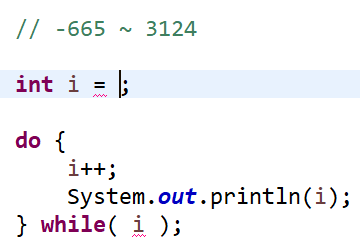 // -665 ~ 3124
int i = ;
do {
    i++;
    System.out.println(i);
} while( i );